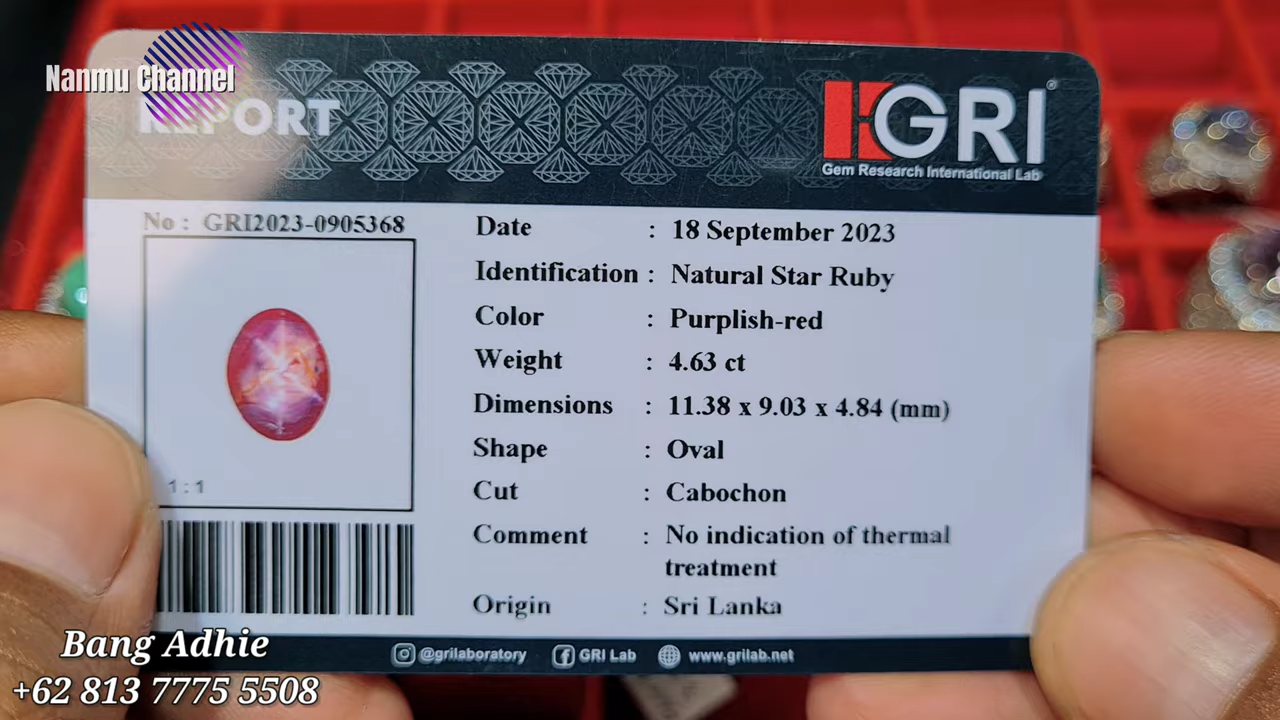 Nanmu Channel
REPORT
GRI®
Gem Research International Lab
No : GRI2023-0905368
1:1
Date : 18 September 2023
Identification : Natural Star Ruby
Color : Purplish-red
Weight : 4.63 ct
Dimensions : 11.38 x 9.03 x 4.84 (mm)
Shape : Oval
Cut : Cabochon
Comment : No indication of thermal
treatment
Origin : Sri Lanka
@grilaboratory GRI Lab www.grilab.net
Bang Adhie
+62 813 7775 5508